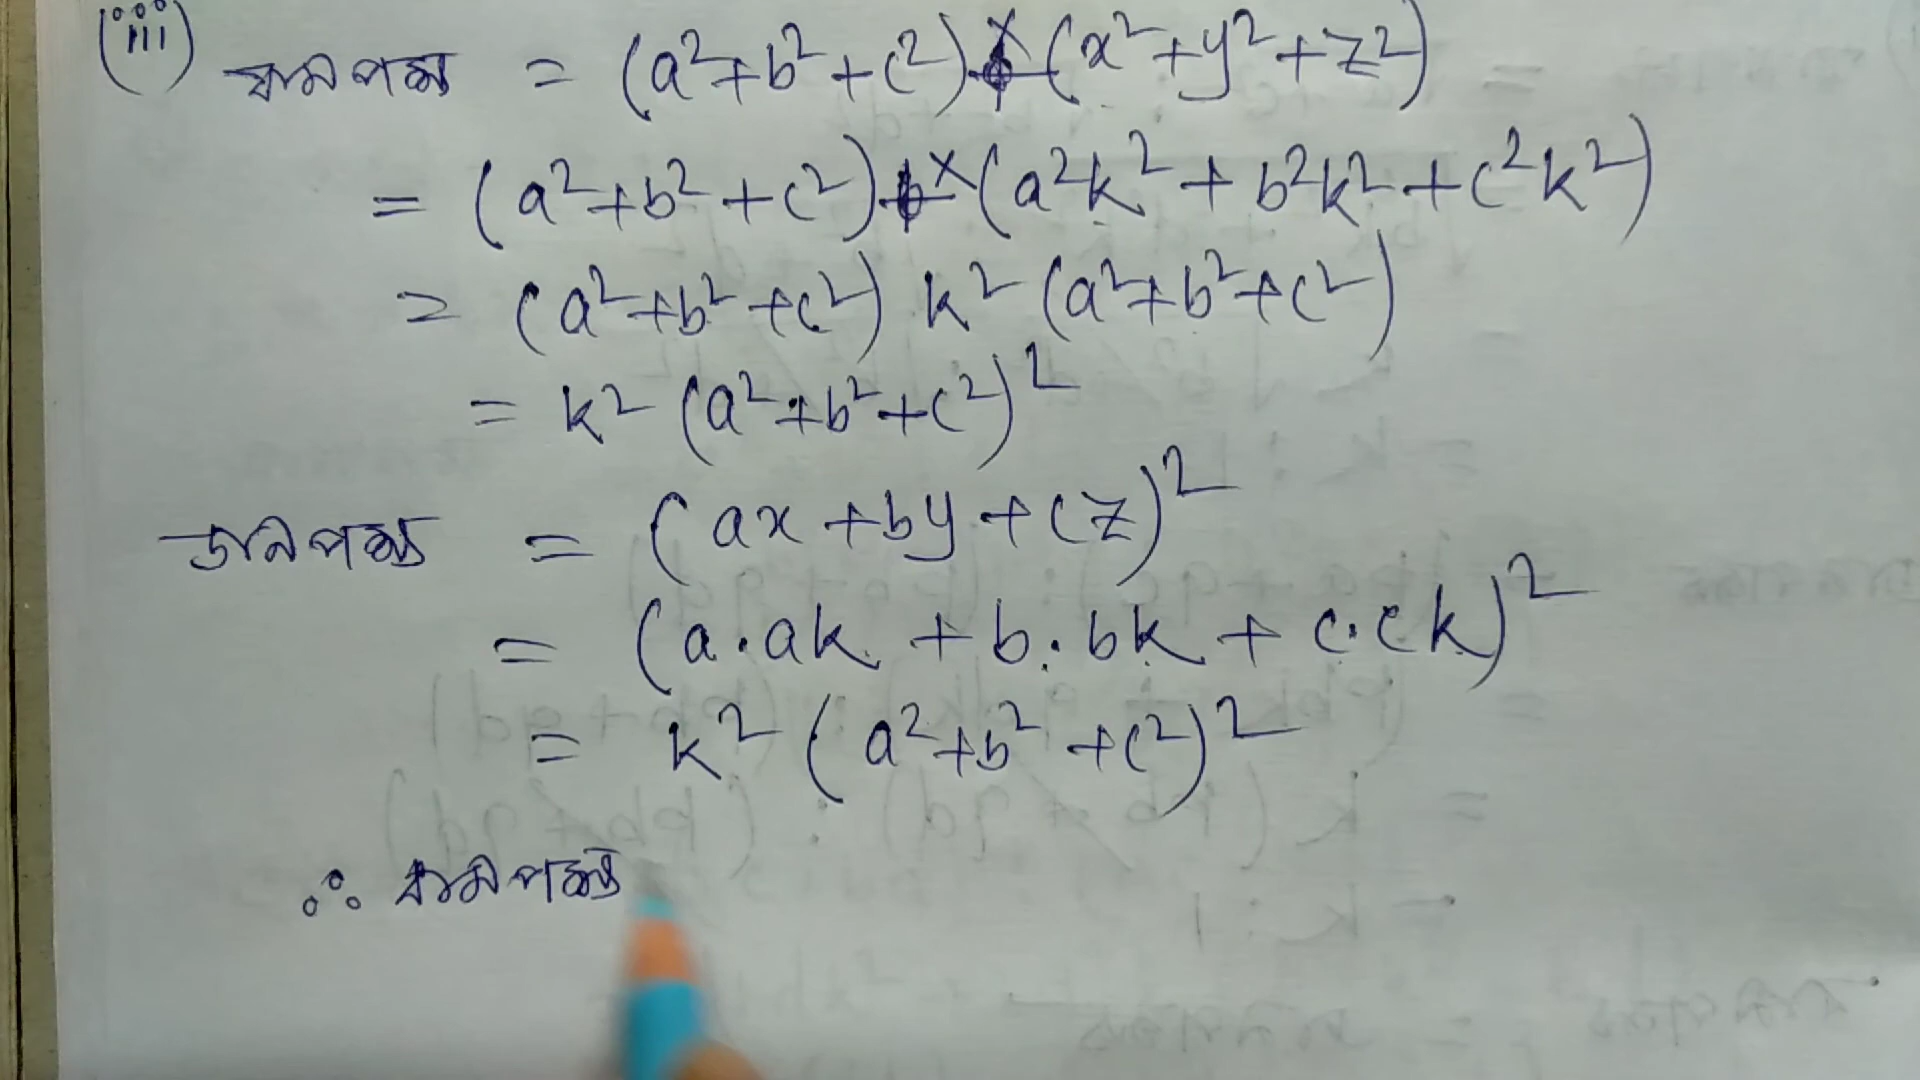 (iii)
বামপক্ষ = (a²+b²+c²) × (x²+y²+z²)
= (a²+b²+c²) × (a²k² + b²k² + c²k²)
= (a²+b²+c²) k² (a²+b²+c²)
= k² (a²+b²+c²)²
ডানপক্ষ = (ax+by+cz)²
= (a.ak + b.bk + c.ck)²
= k² (a²+b²+c²)²
∴ বামপক্ষ